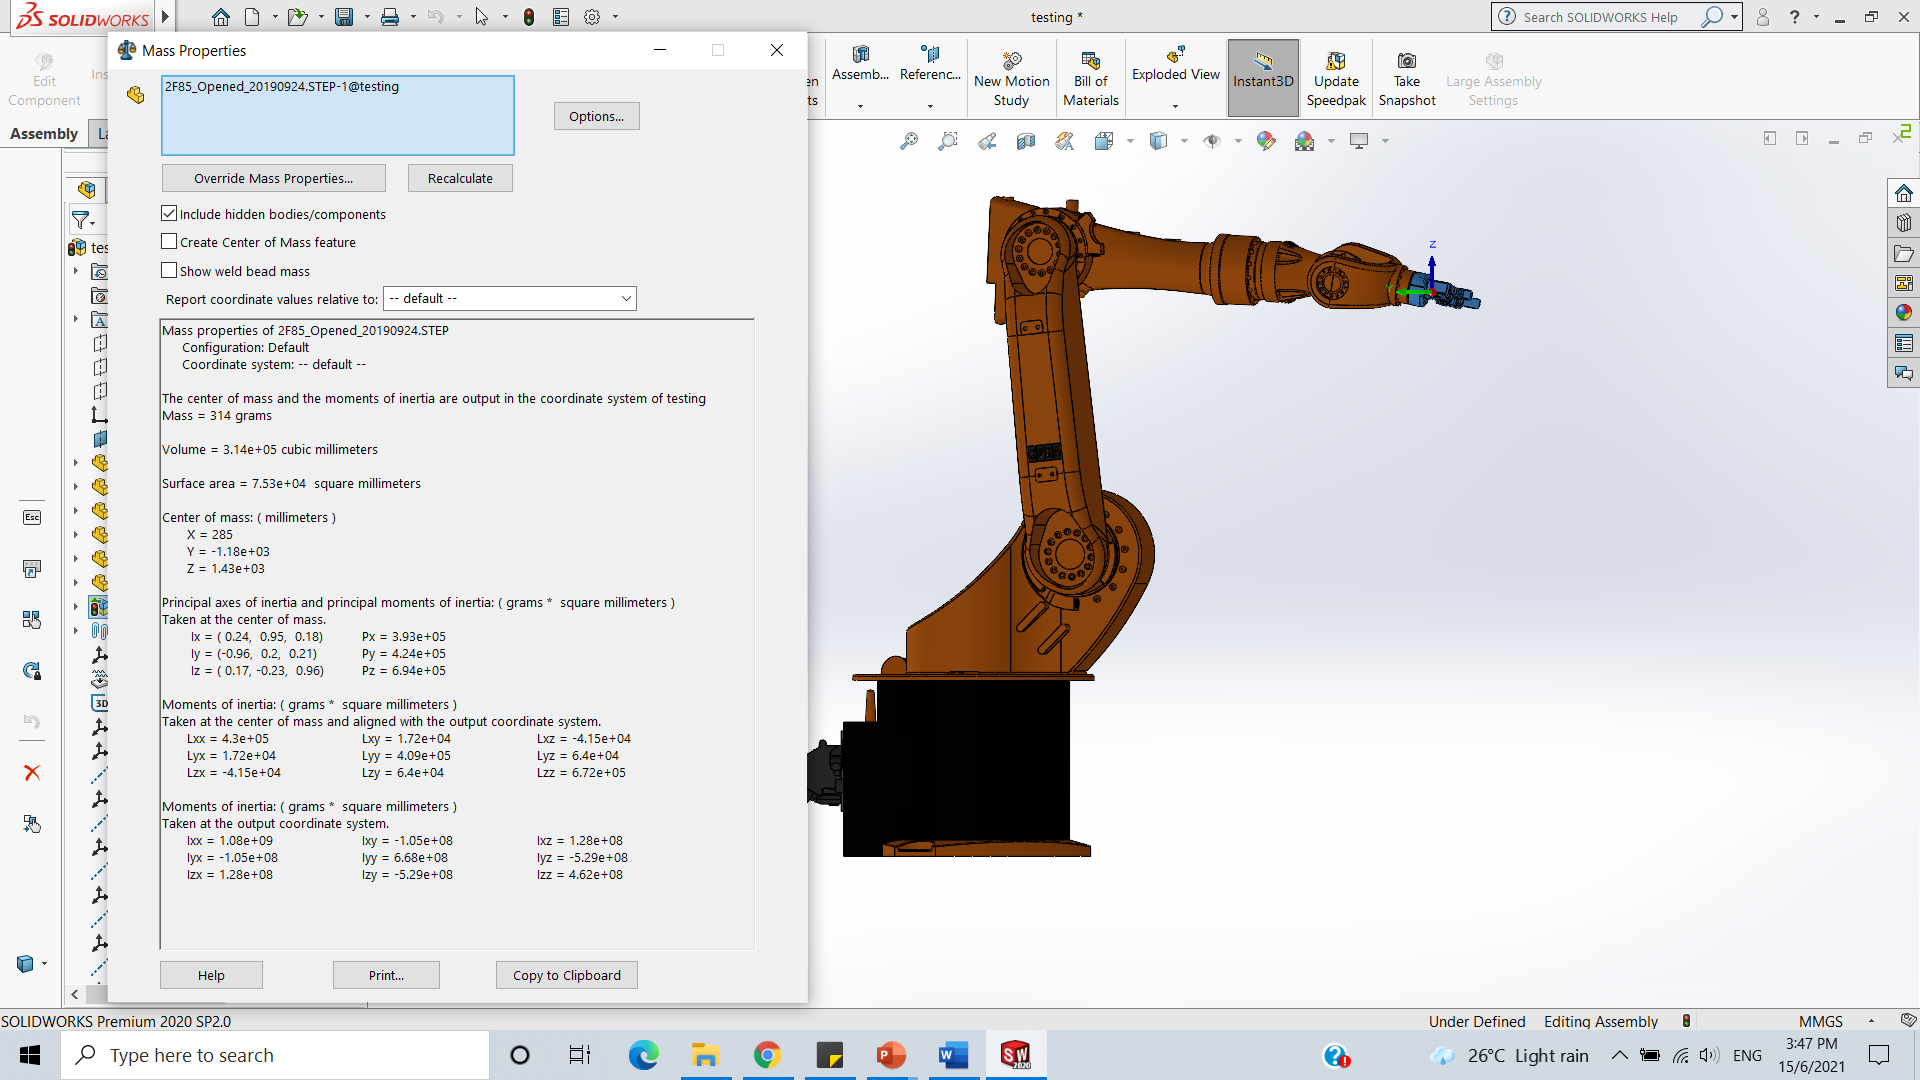 SOLIDWORKS
testing *
Search SOLIDWORKS Help
Edit Component
Ins
Assemb...
Referenc...
New Motion Study
Bill of Materials
Exploded View
Instant3D
Update Speedpak
Take Snapshot
Large Assembly Settings
Assembly
La
Mass Properties
2F85_Opened_20190924.STEP-1@testing
Options...
Override Mass Properties...
Recalculate
Include hidden bodies/components
Create Center of Mass feature
Show weld bead mass
Report coordinate values relative to:
-- default --
Mass properties of 2F85_Opened_20190924.STEP
Configuration: Default
Coordinate system: -- default --
The center of mass and the moments of inertia are output in the coordinate system of testing
Mass = 314 grams
Volume = 3.14e+05 cubic millimeters
Surface area = 7.53e+04 square millimeters
Center of mass: ( millimeters )
X = 285
Y = -1.18e+03
Z = 1.43e+03
Principal axes of inertia and principal moments of inertia: ( grams * square millimeters )
Taken at the center of mass.
Ix = ( 0.24, 0.95, 0.18) Px = 3.93e+05
Iy = (-0.96, 0.2, 0.21) Py = 4.24e+05
Iz = ( 0.17, -0.23, 0.96) Pz = 6.94e+05
Moments of inertia: ( grams * square millimeters )
Taken at the center of mass and aligned with the output coordinate system.
Lxx = 4.3e+05 Lxy = 1.72e+04 Lxz = -4.15e+04
Lyx = 1.72e+04 Lyy = 4.09e+05 Lyz = 6.4e+04
Lzx = -4.15e+04 Lzy = 6.4e+04 Lzz = 6.72e+05
Moments of inertia: ( grams * square millimeters )
Taken at the output coordinate system.
Ixx = 1.08e+09 Ixy = -1.05e+08 Ixz = 1.28e+08
Iyx = -1.05e+08 Iyy = 6.68e+08 Iyz = -5.29e+08
Izx = 1.28e+08 Izy = -5.29e+08 Izz = 4.62e+08
Help
Print...
Copy to Clipboard
tes
Esc
3D
Z
2
SOLIDWORKS Premium 2020 SP2.0
Under Defined
Editing Assembly
MMGS
Type here to search
26°C Light rain
ENG
3:47 PM
15/6/2021